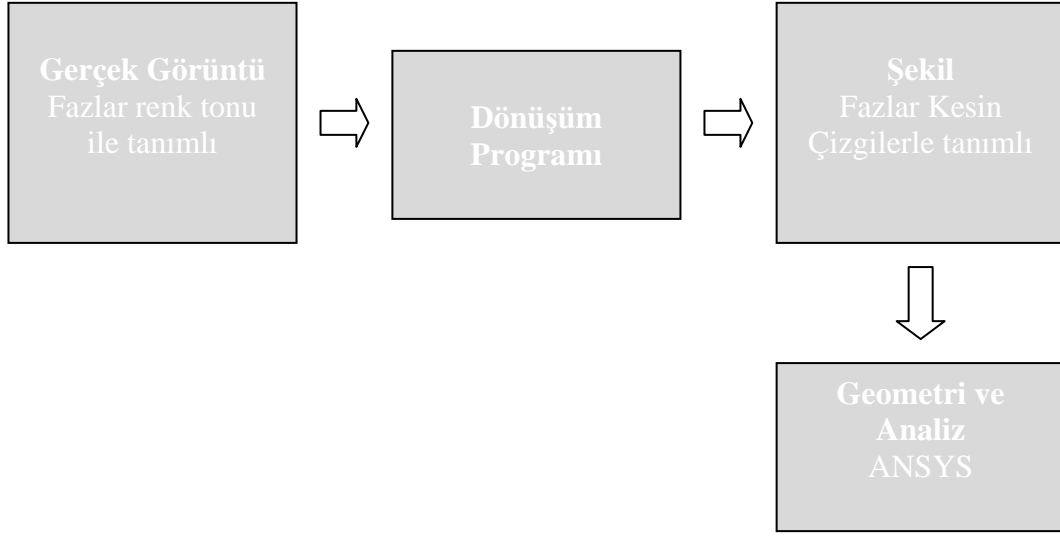 Gerçek Görüntü
Fazlar renk tonu
ile tanımlı
Dönüşüm
Programı
Şekil
Fazlar Kesin
Çizgilerle tanımlı
Geometri ve
Analiz
ANSYS